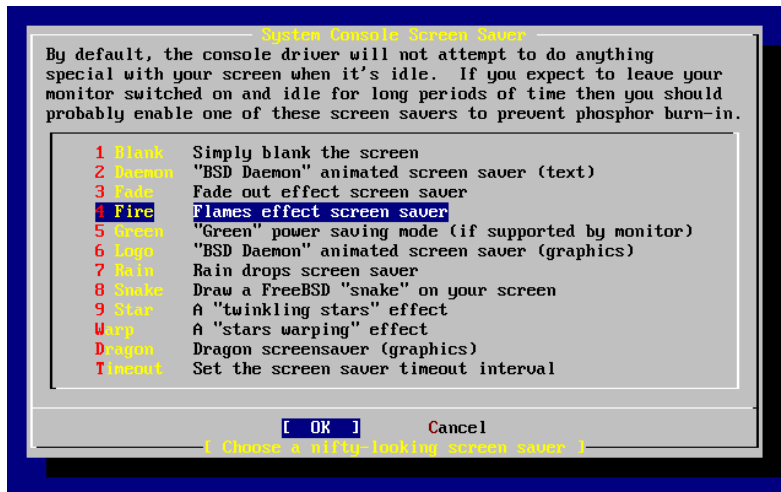 System Console Screen Saver
By default, the console driver will not attempt to do anything
special with your screen when it's idle.  If you expect to leave your
monitor switched on and idle for long periods of time then you should
probably enable one of these screen savers to prevent phosphor burn-in.
1 Blank    Simply blank the screen
2 Daemon   "BSD Daemon" animated screen saver (text)
3 Fade     Fade out effect screen saver
4 Fire     Flames effect screen saver
5 Green    "Green" power saving mode (if supported by monitor)
6 Logo     "BSD Daemon" animated screen saver (graphics)
7 Rain     Rain drops screen saver
8 Snake    Draw a FreeBSD "snake" on your screen
9 Star     A "twinkling stars" effect
Warp       A "stars warping" effect
Dragon     Dragon screensaver (graphics)
Timeout    Set the screen saver timeout interval
[  OK  ]       Cancel
[ Choose a nifty-looking screen saver ]